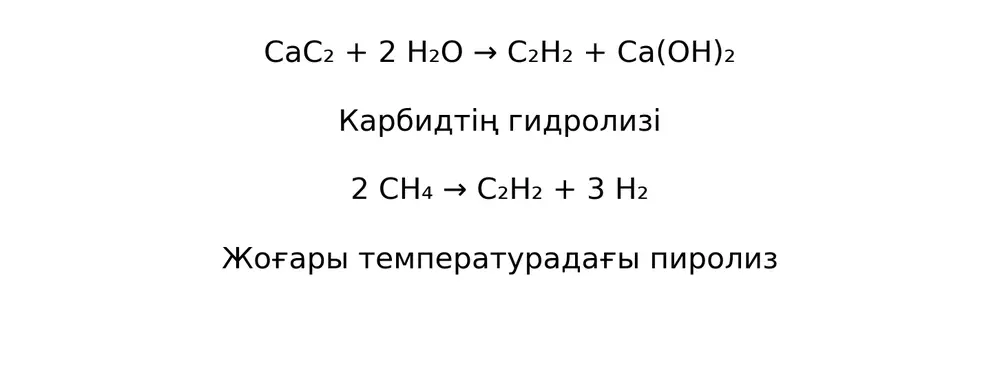 CaC₂ + 2 H₂O → C₂H₂ + Ca(OH)₂
Карбидтің гидролизі
2 CH₄ → C₂H₂ + 3 H₂
Жоғары температурадағы пиролиз